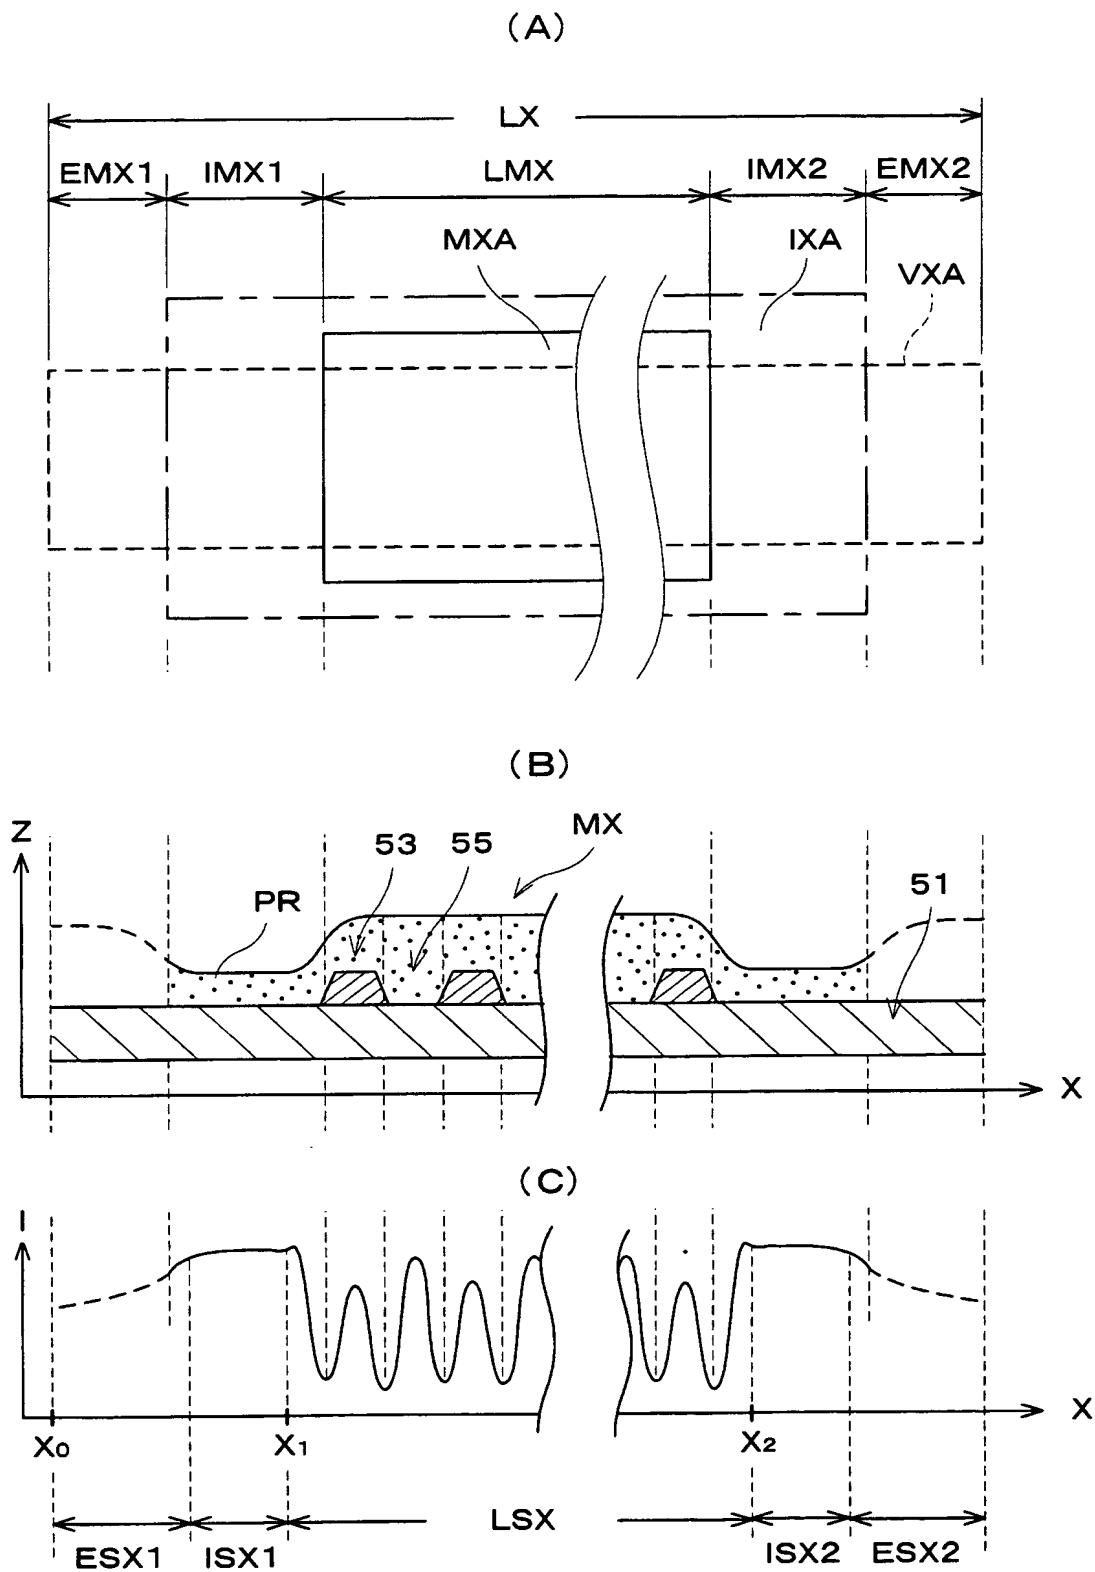 (A)
LX
EMX1 IMX1 LMX IMX2 EMX2
MXA IXA
VXA
(B)
Z
MX
53 55
51
PR
X
(C)
I
X
X0 X1 X2
LSX
ESX1 ISX1 ISX2 ESX2